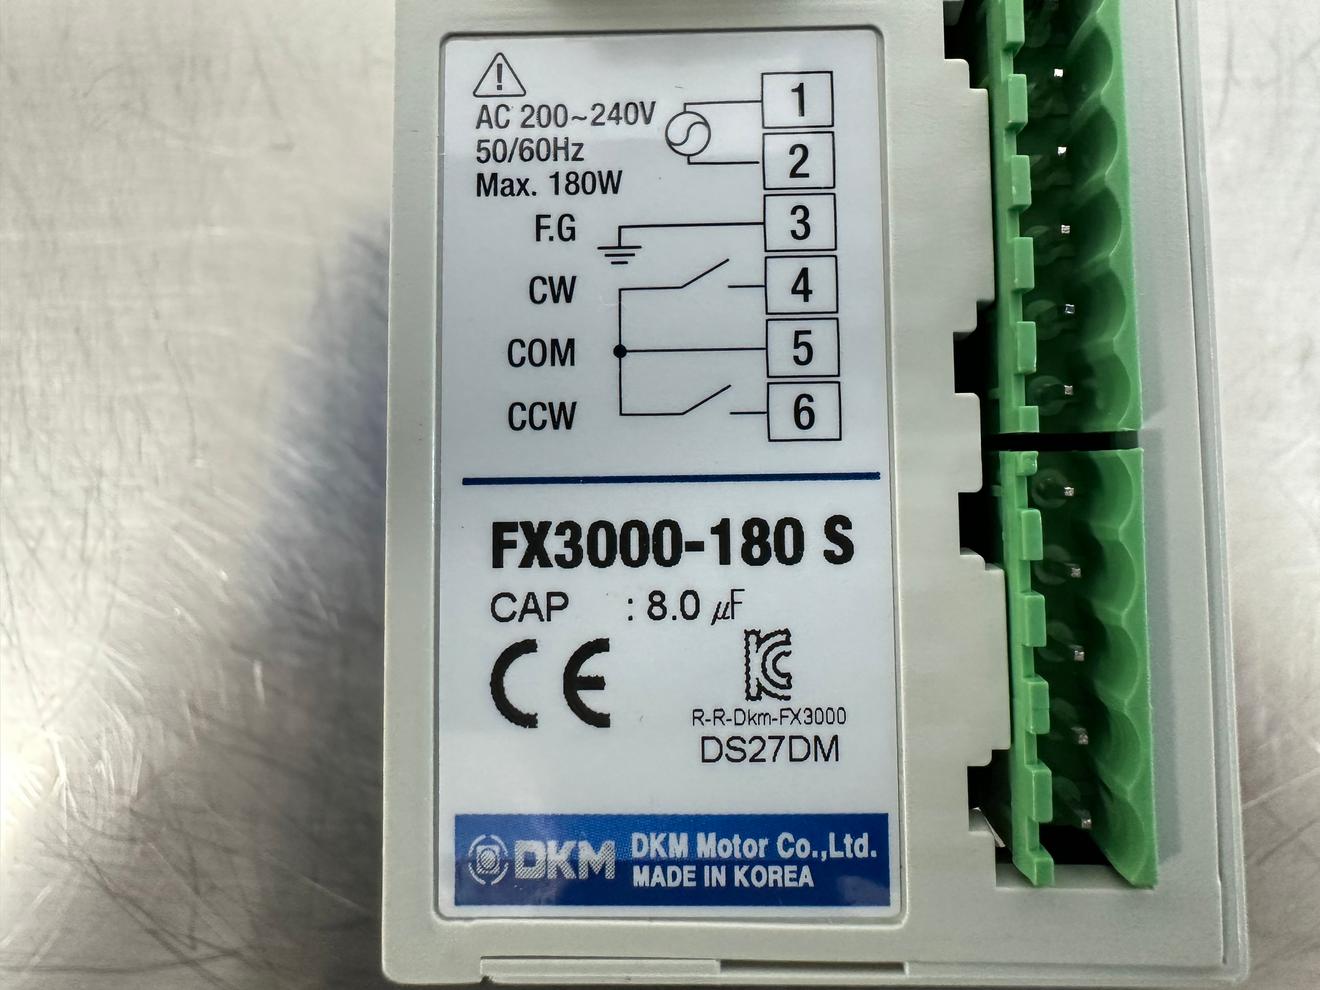 AC 200~240V
50/60Hz
Max. 180W
1
2
F.G 3
CW 4
COM 5
CCW 6
FX3000-180 S
CAP : 8.0 μF
CE
KC
R-R-Dkm-FX3000
DS27DM
DKM
DKM Motor Co.,Ltd.
MADE IN KOREA